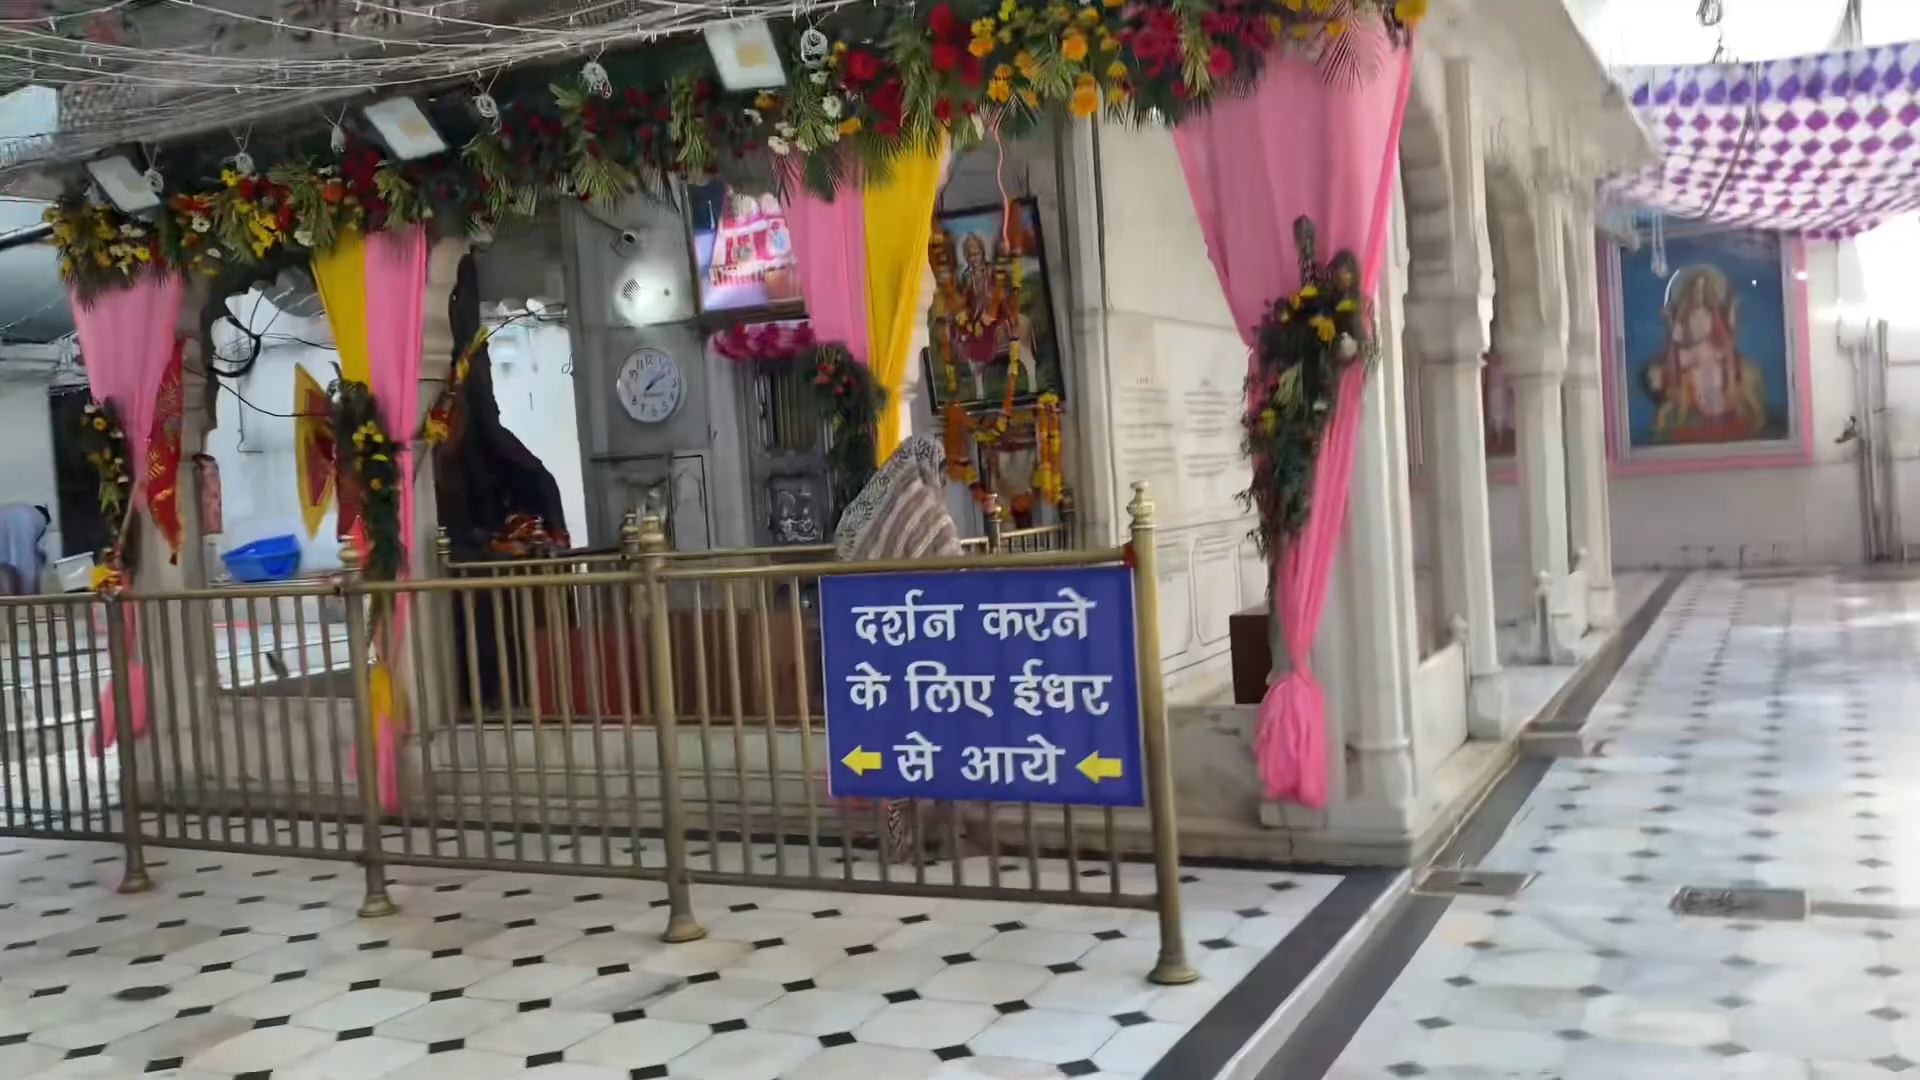 दर्शन करने
के लिए ईधर
से आये